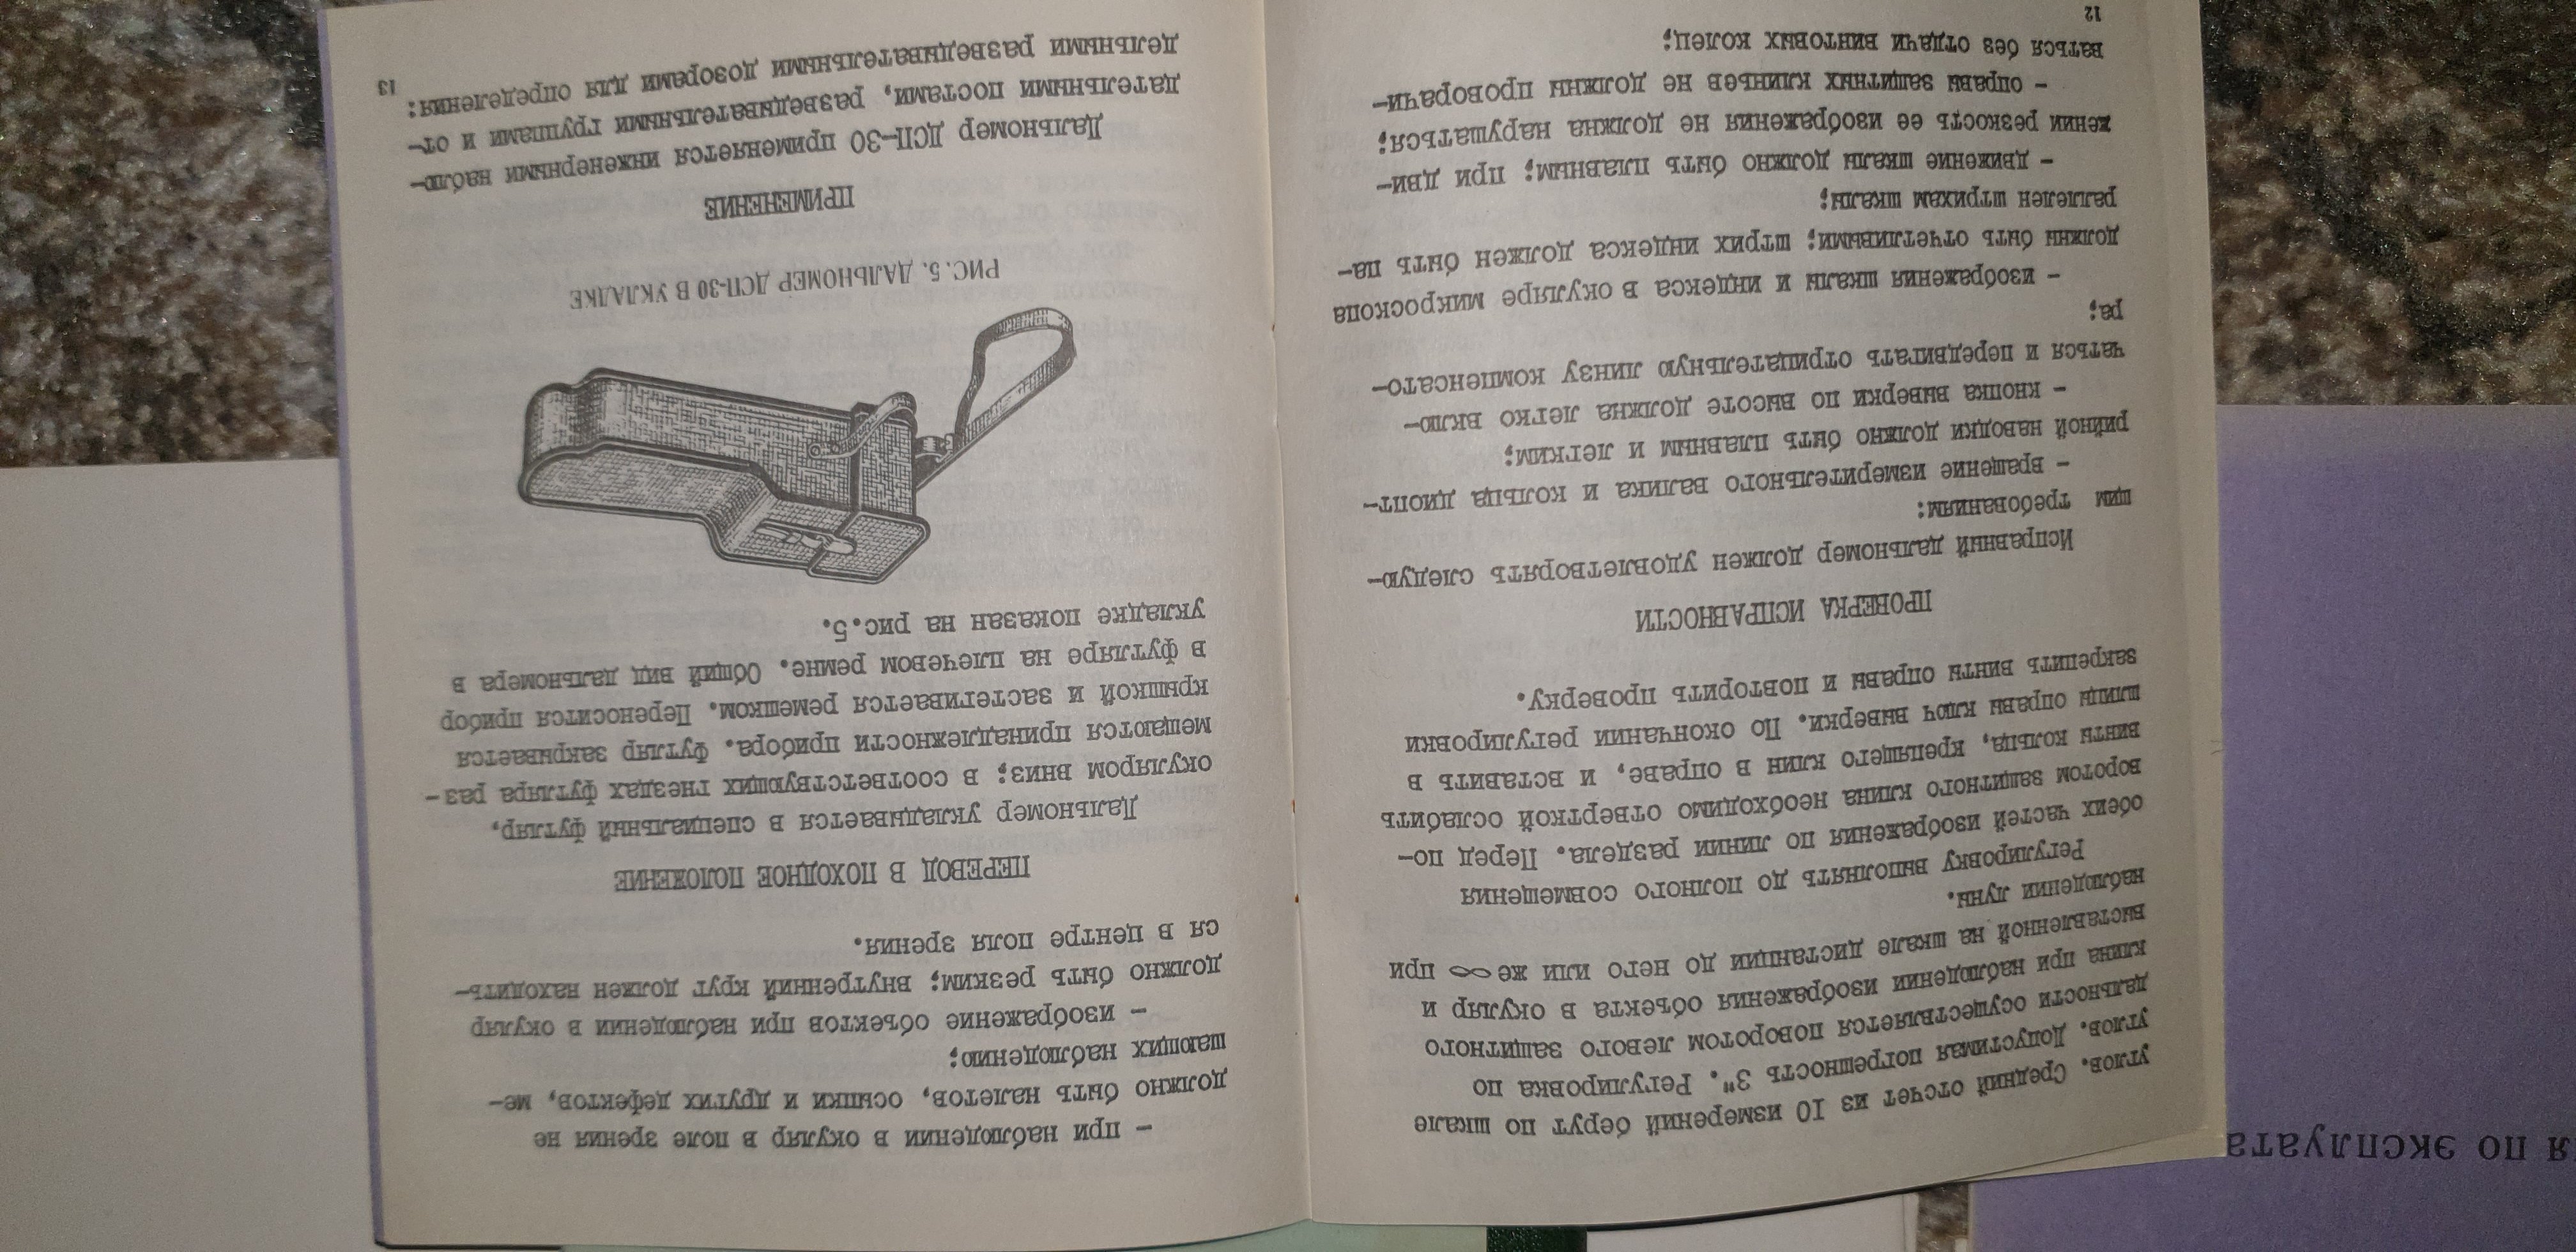 углов. Средний отсчет из 10 измерений берут по шкале
углов. Допустимая погрешность 3". Регулировка по
дальности осуществляется поворотом левого защитного
клина при наблюдении изображения объекта в окуляр и
выставленной на шкале дистанции до него или же ∞ при
наблюдении луны.
Регулировку выполнять до полного совмещения
обеих частей изображения по линии раздела. Перед по-
воротом защитного клина необходимо отверткой ослабить
винты кольца, крепящего клин в оправе, и вставить в
шлицы оправы ключ выверки. По окончании регулировки
закрепить винты оправы и повторить проверку.
ПРОВЕРКА ИСПРАВНОСТИ
Исправный дальномер должен удовлетворять следую-
щим требованиям:
- вращение измерительного валика и кольца диопт-
рийной наводки должно быть плавным и легким;
- кнопка выверки по высоте должна легко вклю-
чаться и передвигать отрицательную линзу компенсато-
ра;
- изображения шкалы и индекса в окуляре микроскопа
должны быть отчетливыми; штрих индекса должен быть па-
раллелен штрихам шкалы;
- движение шкалы должно быть плавным; при дви-
жении резкость ее изображения не должна нарушаться;
- оправы защитных клиньев не должны проворачи-
ваться без отдачи винтовых колец;
12
- при наблюдении в окуляр в поле зрения не
должно быть налетов, осыпки и других дефектов, ме-
шающих наблюдению;
- изображение объектов при наблюдении в окуляр
должно быть резким; внутренний круг должен находить-
ся в центре поля зрения.
ПЕРЕВОД В ПОХОДНОЕ ПОЛОЖЕНИЕ
Дальномер укладывается в специальный футляр,
окуляром вниз; в соответствующих гнездах футляра раз-
мещаются принадлежности прибора. Футляр закрывается
крышкой и застегивается ремешком. Переносится прибор
в футляре на плечевом ремне. Общий вид дальномера в
укладке показан на рис.5.
РИС. 5. ДАЛЬНОМЕР ДСП-30 В УКЛАДКЕ
ПРИМЕНЕНИЕ
Дальномер ДСП-30 применяется инженерными наблю-
дательными постами, разведывательными группами и от-
дельными разведывательными дозорами для определения:
13
я по эксплуата